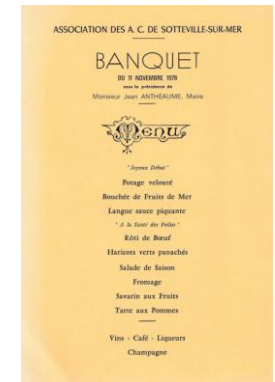 ASSOCIATION DES A. C. DE SOTTEVILLE-SUR-MER
BANQUET
DU 11 NOVEMBRE 1976
sous la présidence de
Monsieur Jean ANTHEAUME, Maire
Menu
"Joyeux Début"
Potage velouté
Bouchée de Fruits de Mer
Langue sauce piquante
"A la Santé des Poilus"
Rôti de Bœuf
Haricots verts panachés
Salade de Saison
Fromage
Savarin aux Fruits
Tarte aux Pommes
Vins - Café - Liqueurs
Champagne